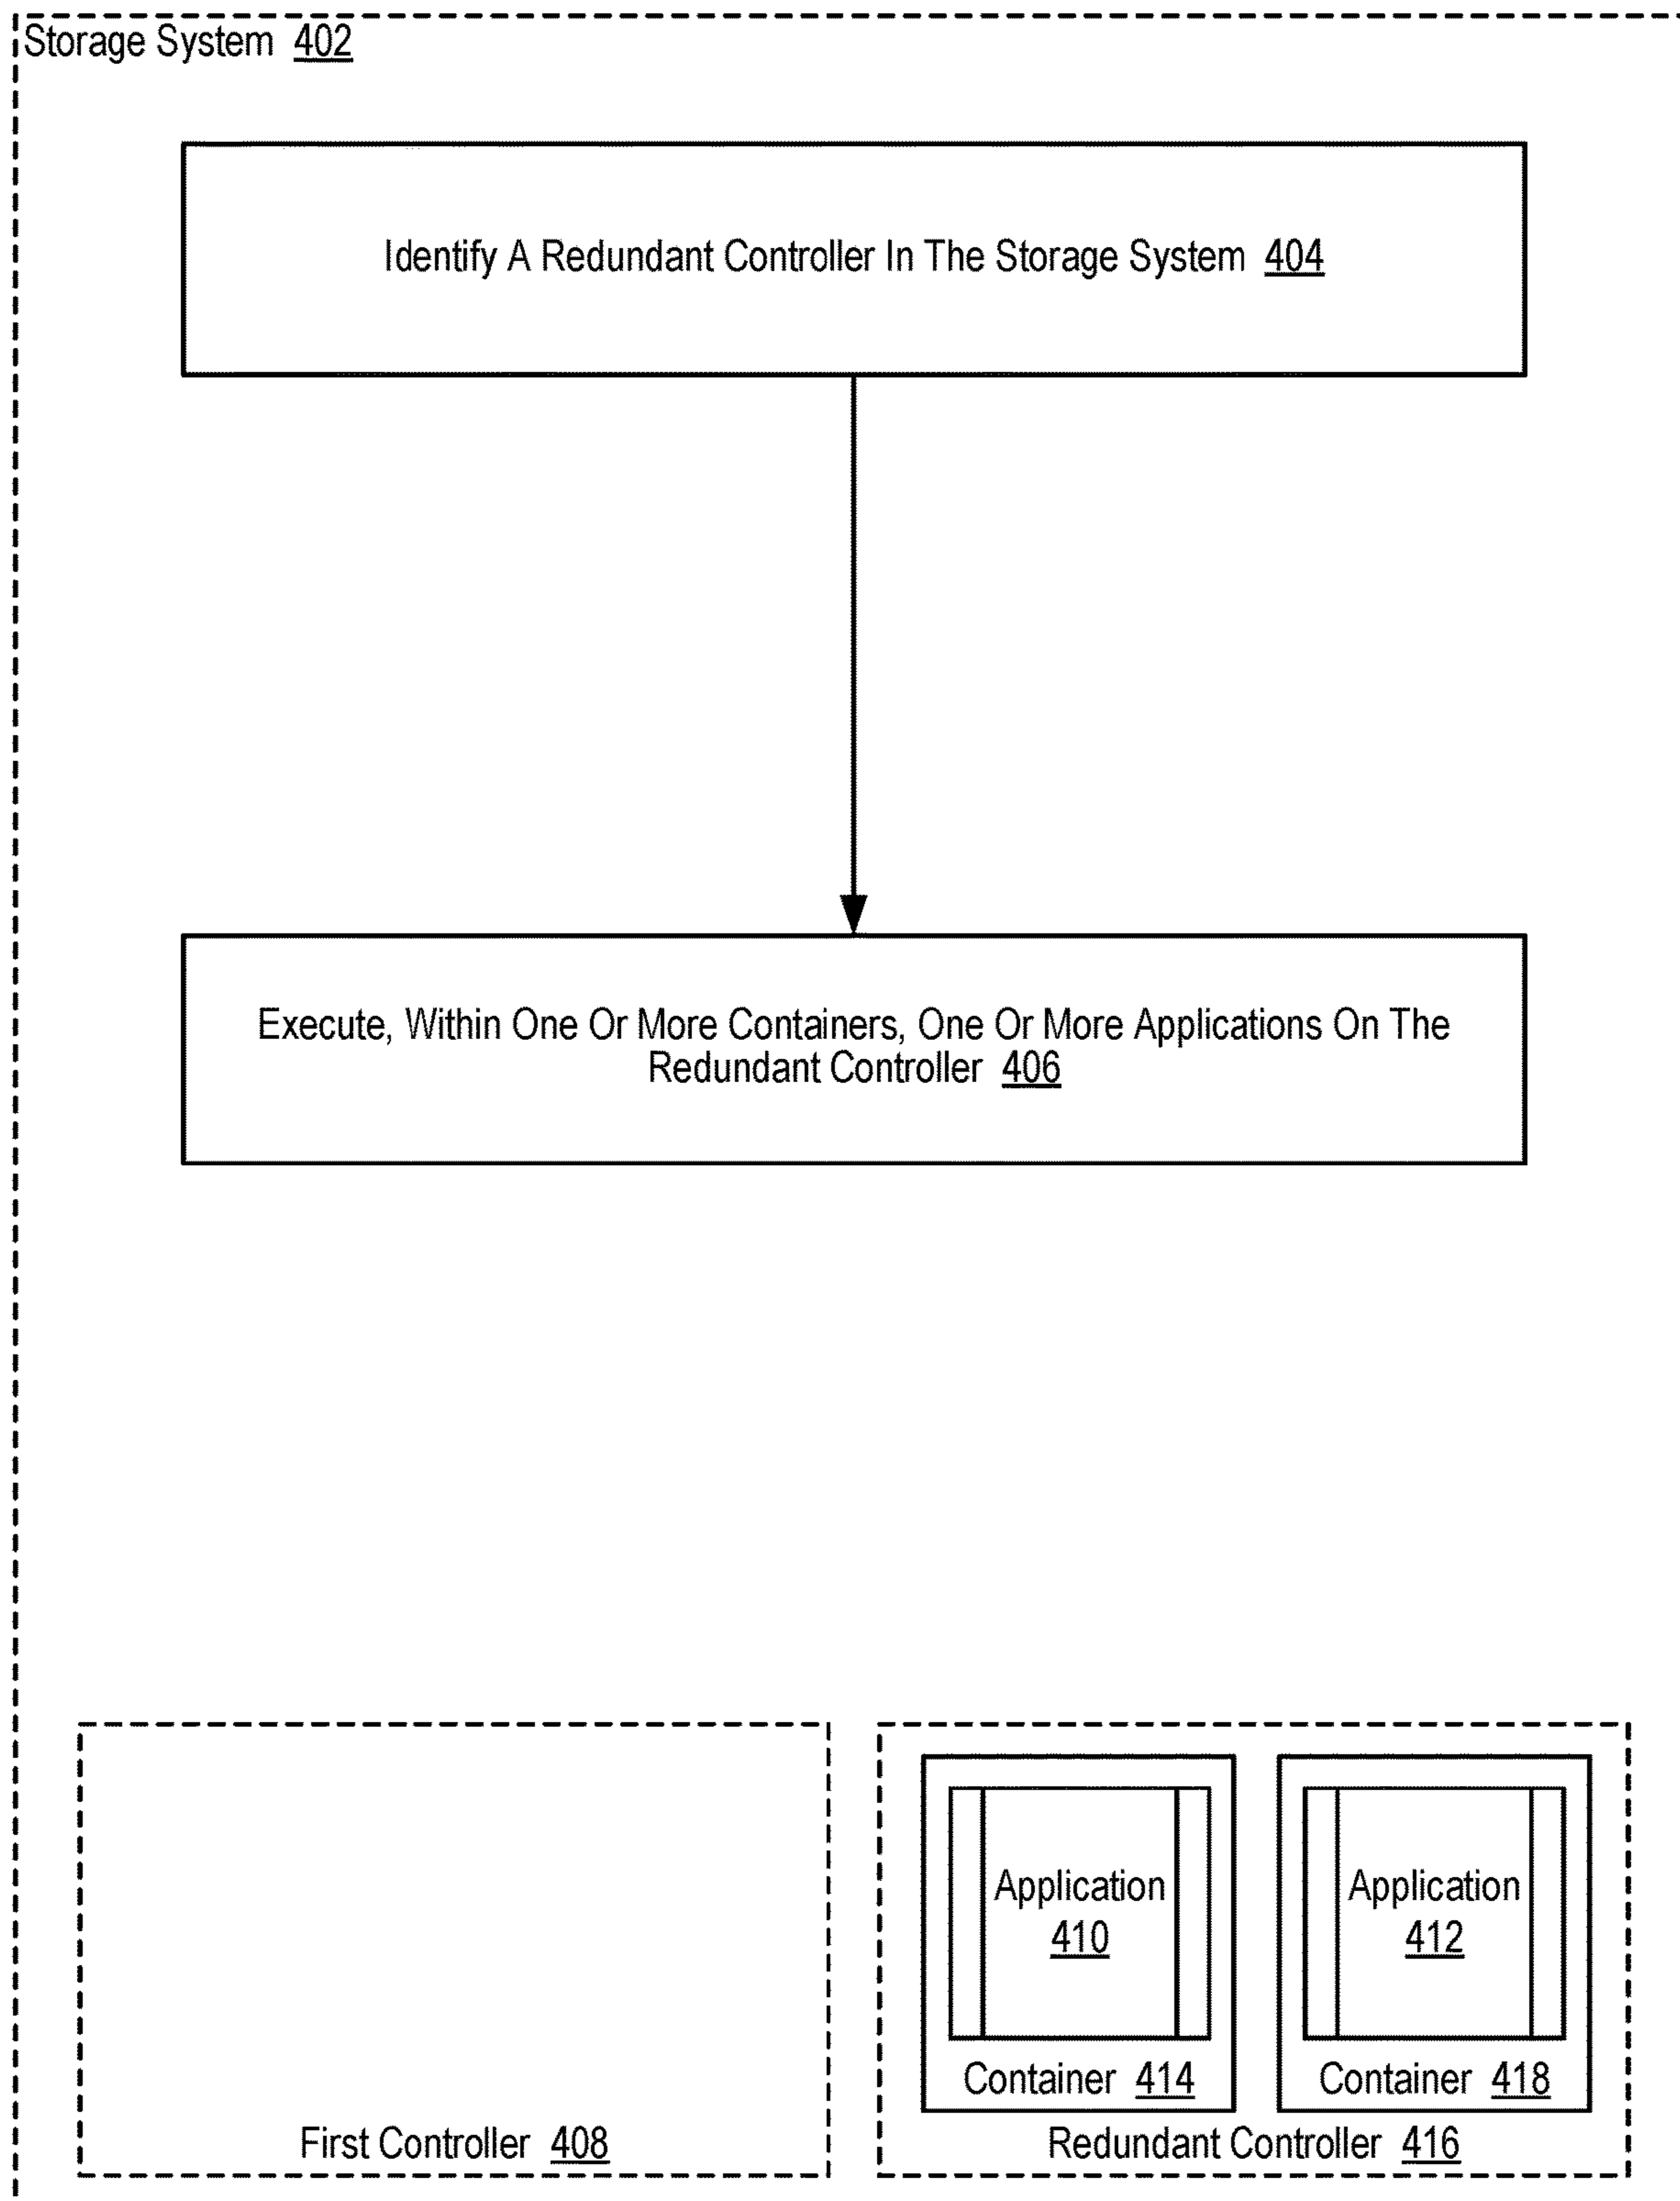 Storage System 402
Identify A Redundant Controller In The Storage System 404
Execute, Within One Or More Containers, One Or More Applications On The
Redundant Controller 406
Application
410
Application
412
Container 414
Container 418
First Controller 408
Redundant Controller 416